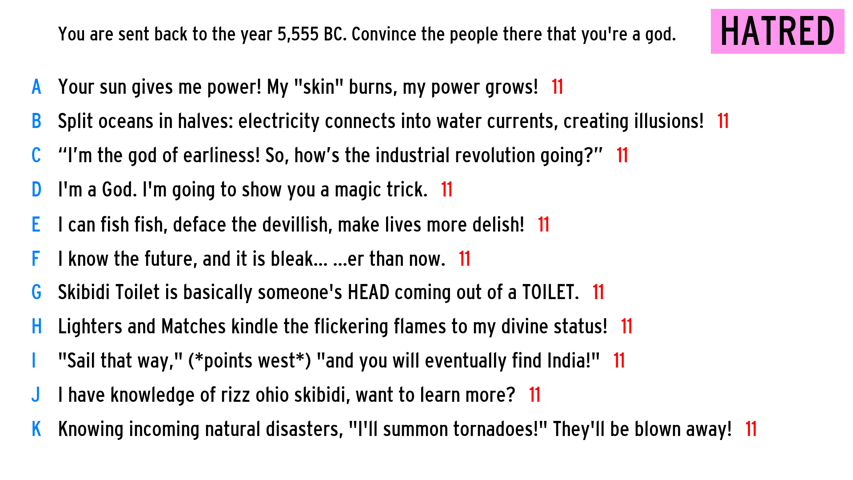 You are sent back to the year 5,555 BC. Convince the people there that you're a god.
HATRED
A Your sun gives me power! My "skin" burns, my power grows! 11
B Split oceans in halves: electricity connects into water currents, creating illusions! 11
C “I’m the god of earliness! So, how’s the industrial revolution going?” 11
D I'm a God. I'm going to show you a magic trick. 11
E I can fish fish, deface the devillish, make lives more delish! 11
F I know the future, and it is bleak... ...er than now. 11
G Skibidi Toilet is basically someone's HEAD coming out of a TOILET. 11
H Lighters and Matches kindle the flickering flames to my divine status! 11
I "Sail that way," (*points west*) "and you will eventually find India!" 11
J I have knowledge of rizz ohio skibidi, want to learn more? 11
K Knowing incoming natural disasters, "I'll summon tornadoes!" They'll be blown away! 11